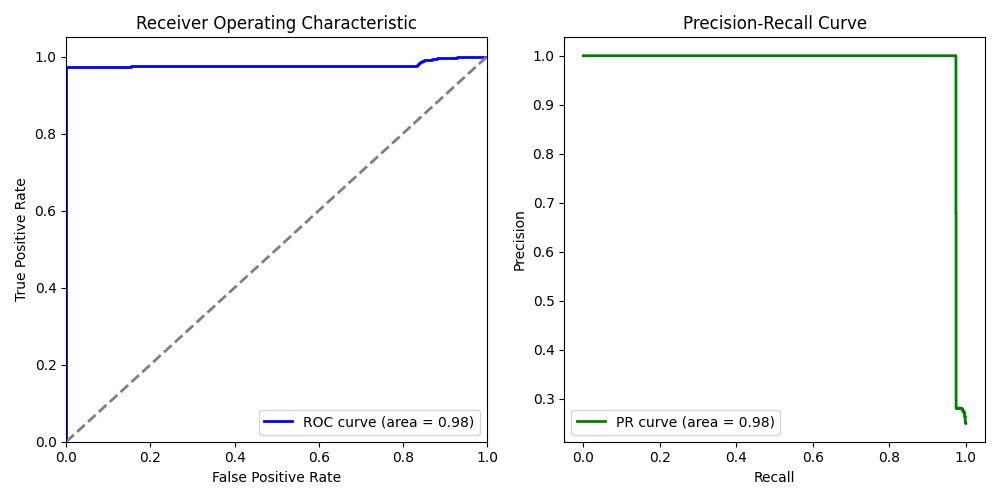 Receiver Operating Characteristic
True Positive Rate
1.0
0.8
0.6
0.4
0.2
0.0
ROC curve (area = 0.98)
0.0 0.2 0.4 0.6 0.8 1.0
False Positive Rate
Precision-Recall Curve
Precision
1.0
0.9
0.8
0.7
0.6
0.5
0.4
0.3
PR curve (area = 0.98)
0.0 0.2 0.4 0.6 0.8 1.0
Recall